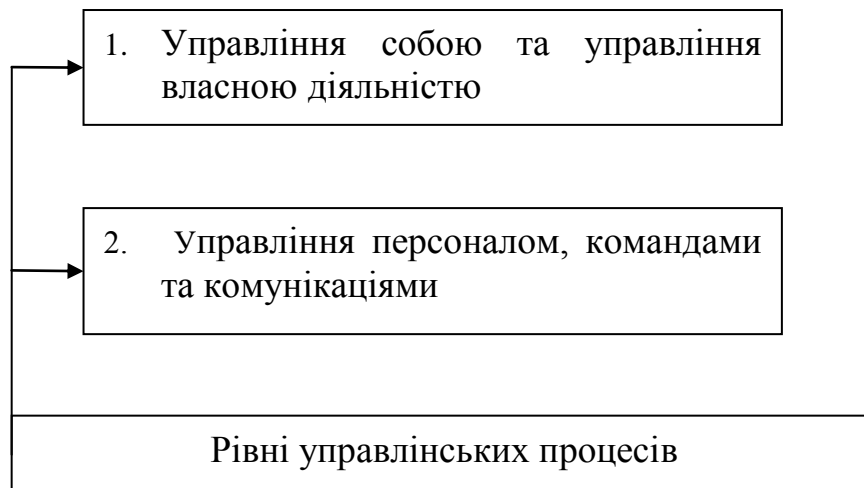 1. Управління собою та управління
власною діяльністю
2. Управління персоналом, командами
та комунікаціями
Рівні управлінських процесів